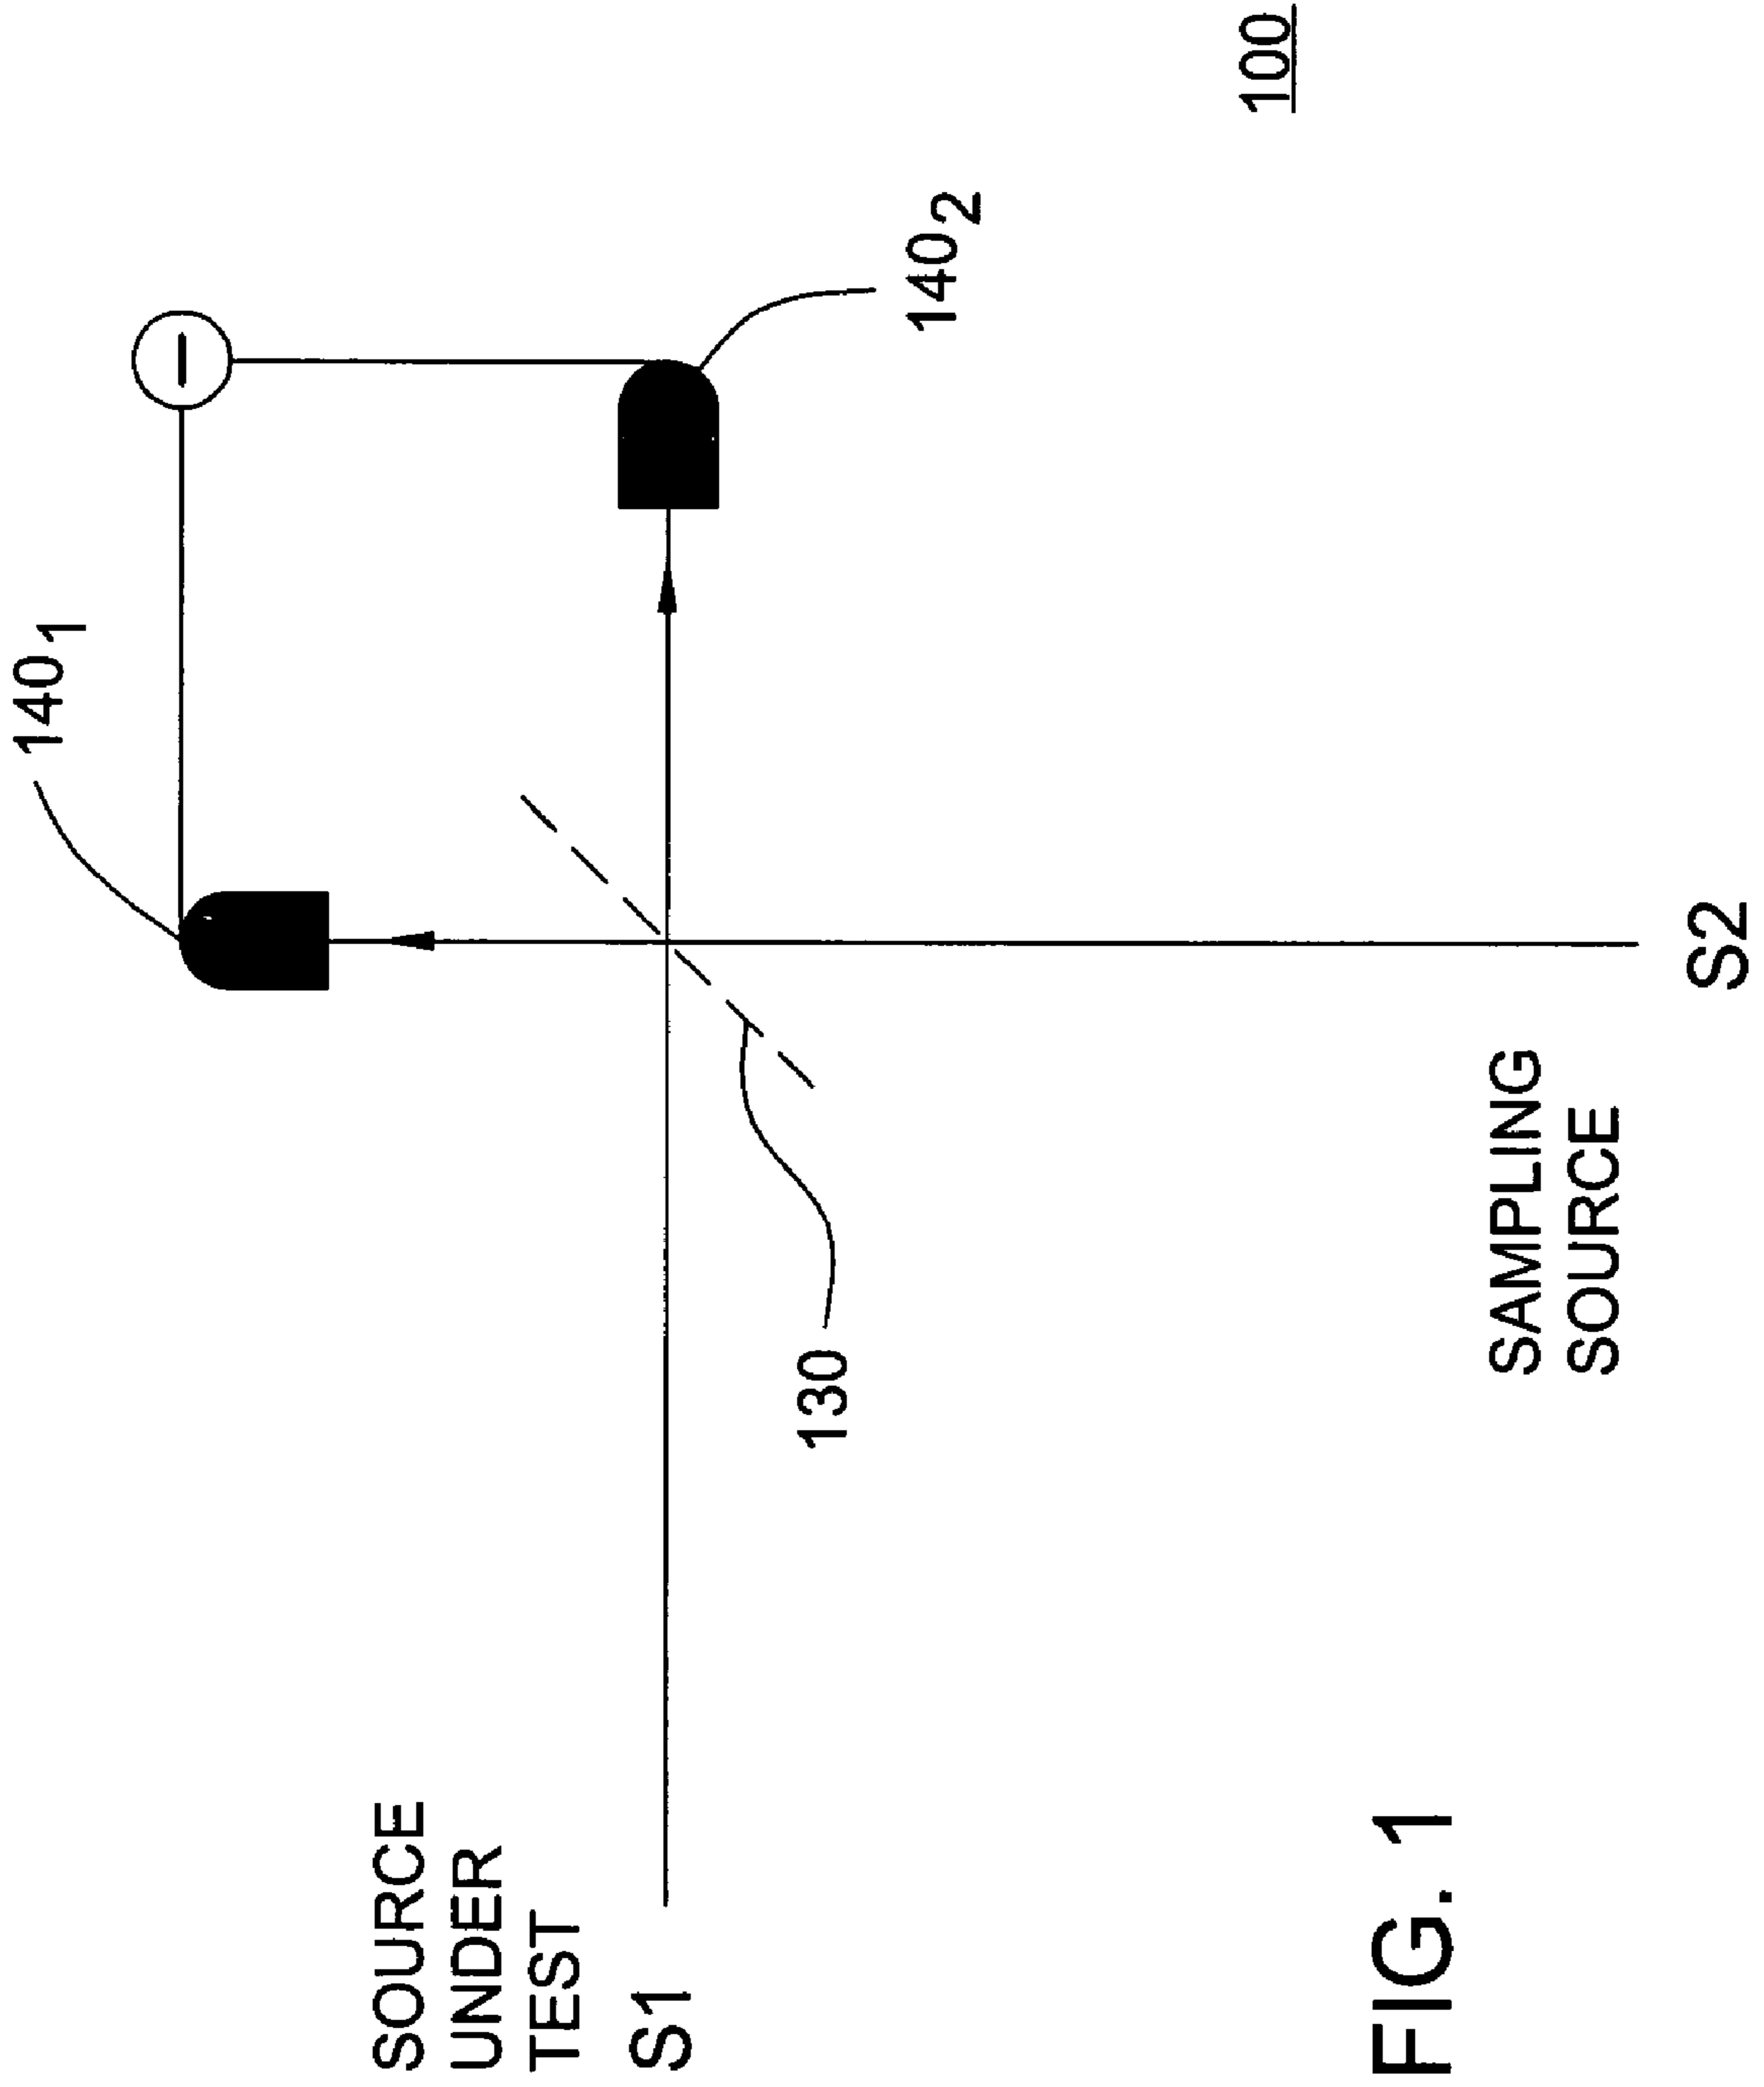 140₁
140₂
100
130
SOURCE
UNDER
TEST
S1
SAMPLING
SOURCE
S2
FIG. 1